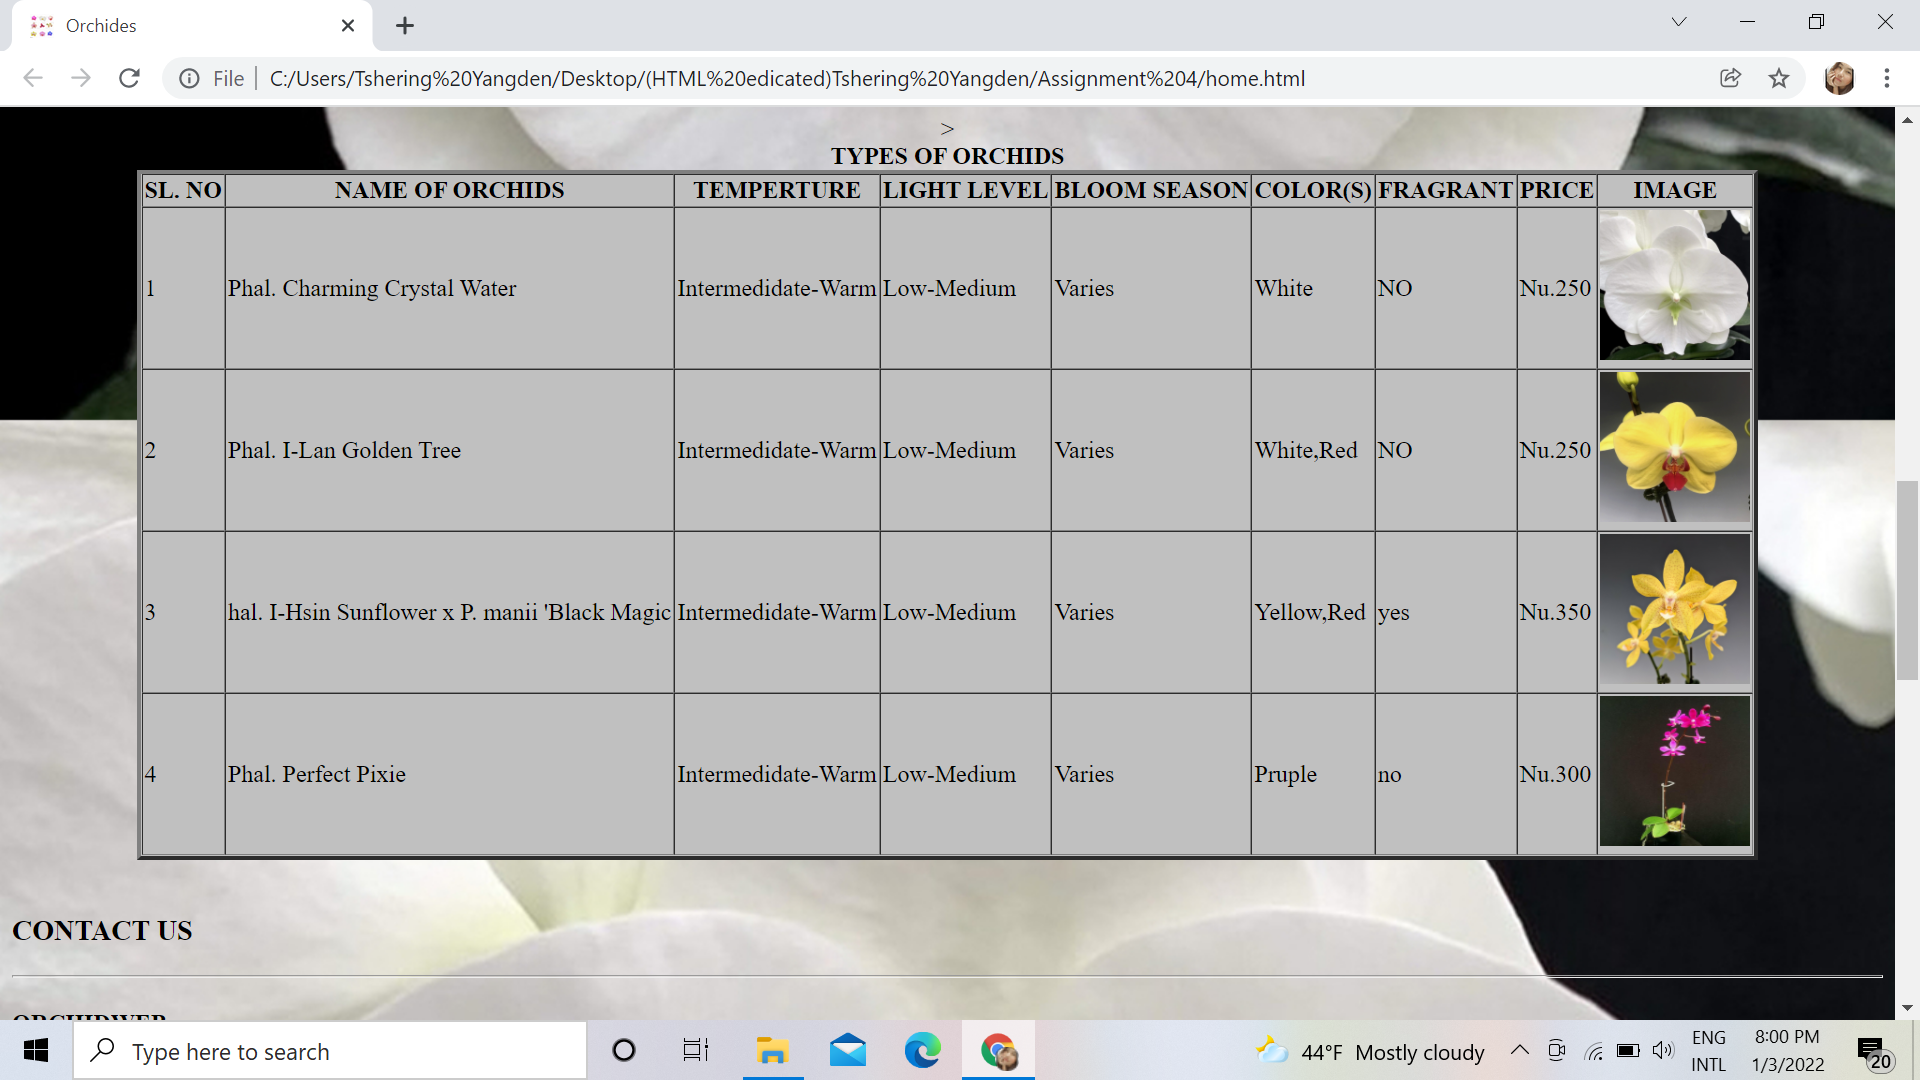 Orchides
File
C:/Users/Tshering%20Yangden/Desktop/(HTML%20edicated)Tshering%20Yangden/Assignment%204/home.html
>
TYPES OF ORCHIDS
SL. NO NAME OF ORCHIDS TEMPERTURE LIGHT LEVEL BLOOM SEASON COLOR(S) FRAGRANT PRICE IMAGE
1 Phal. Charming Crystal Water Intermedidate-Warm Low-Medium Varies White NO Nu.250
2 Phal. I-Lan Golden Tree Intermedidate-Warm Low-Medium Varies White,Red NO Nu.250
3 hal. I-Hsin Sunflower x P. manii 'Black Magic Intermedidate-Warm Low-Medium Varies Yellow,Red yes Nu.350
4 Phal. Perfect Pixie Intermedidate-Warm Low-Medium Varies Pruple no Nu.300
CONTACT US
ORCHIDWEB
Type here to search
44°F Mostly cloudy
ENG
INTL
8:00 PM
1/3/2022
20